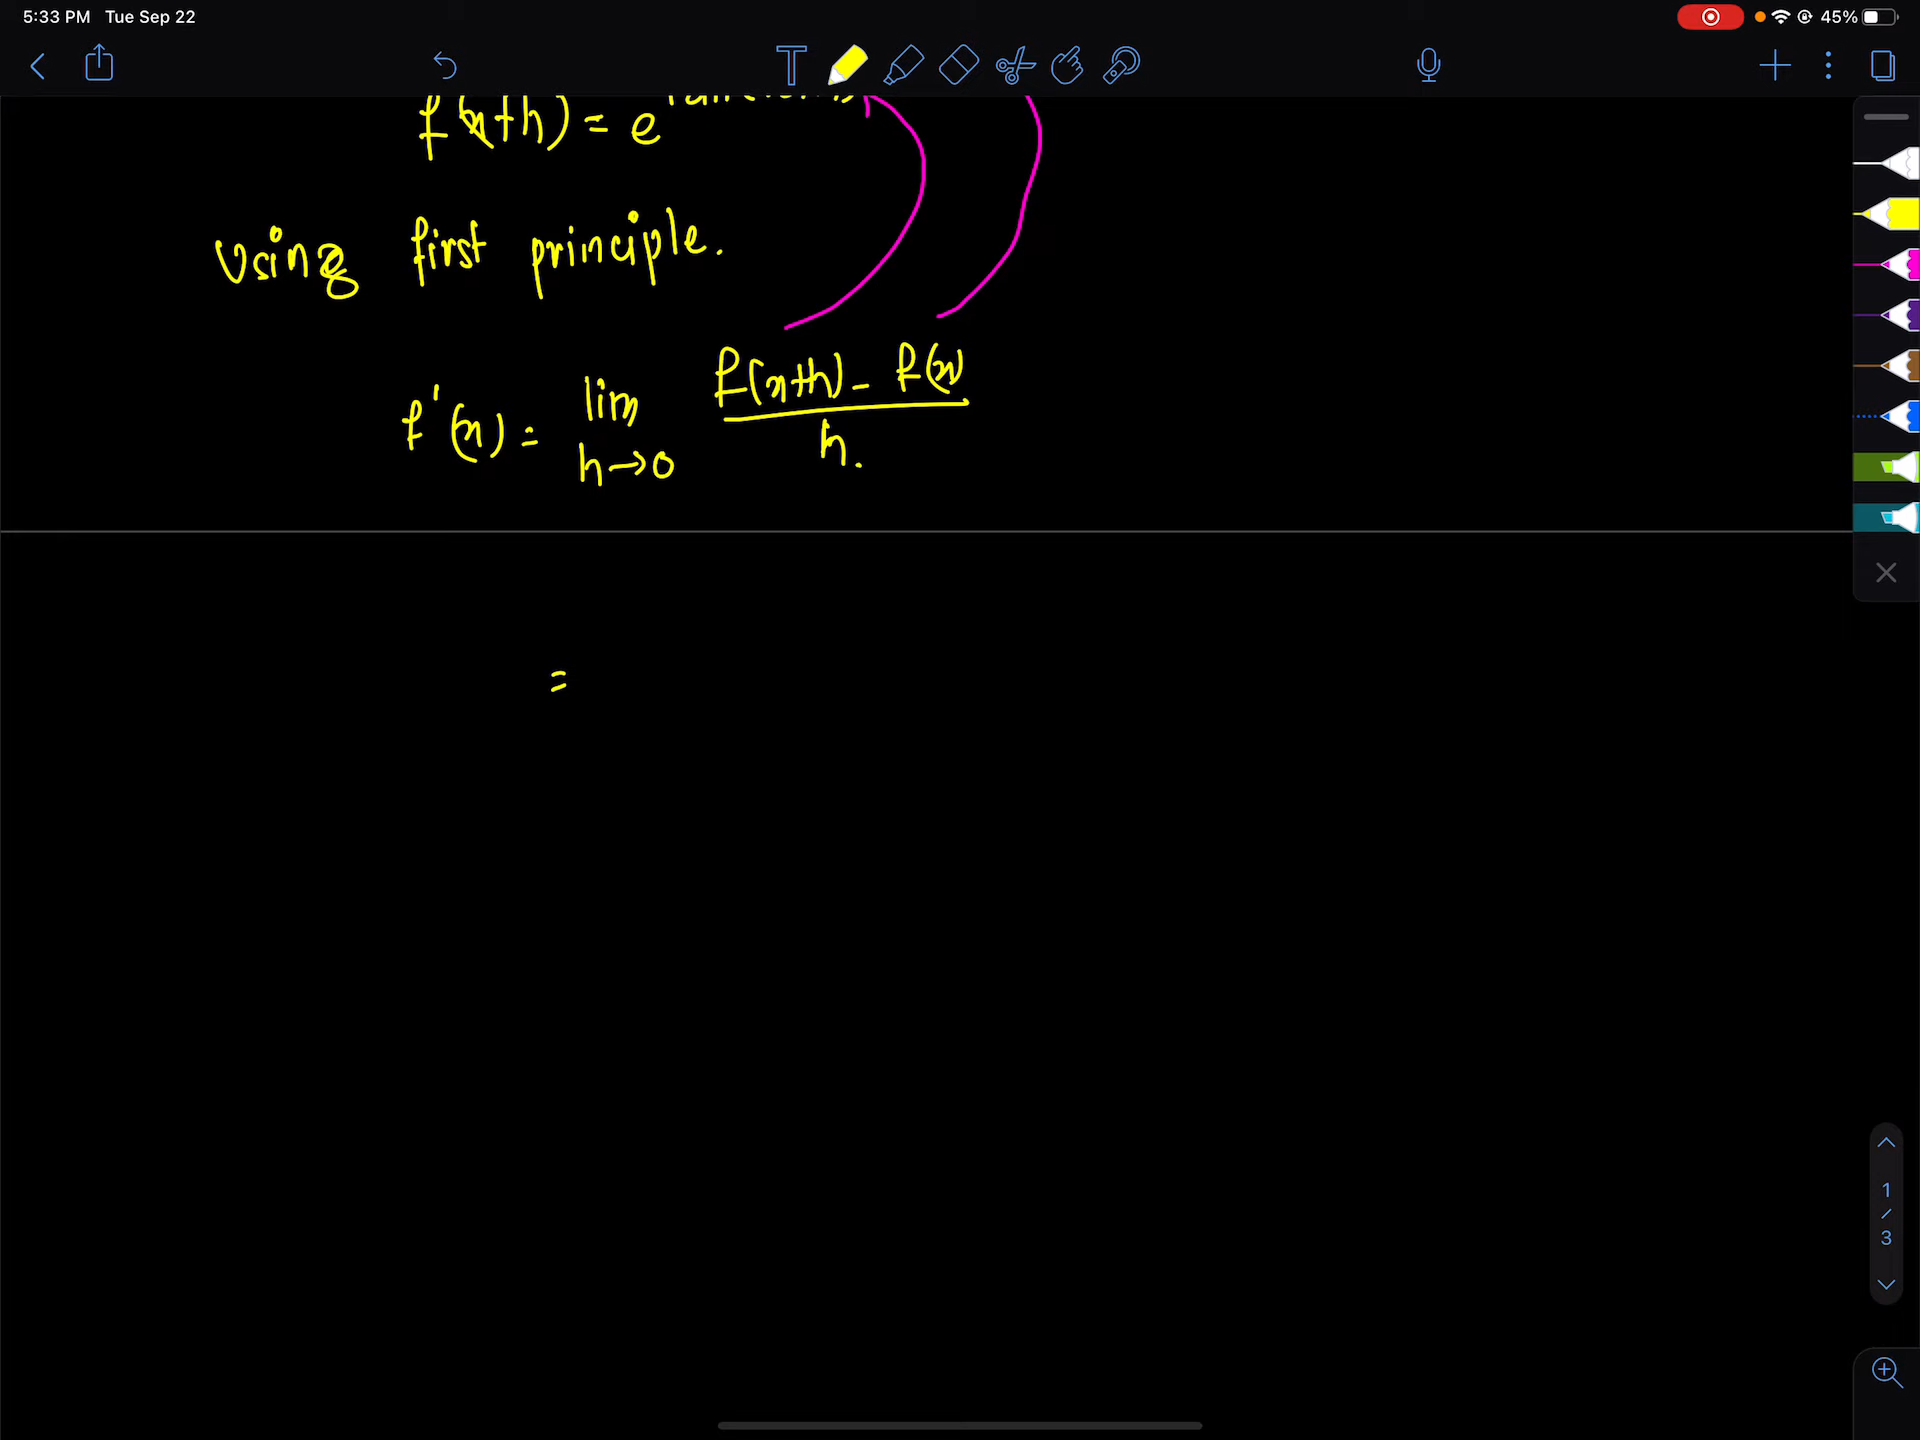 5:33 PM Tue Sep 22
45%
f(x+h) = e
Using first principle.
f'(x) = lim h→0 f(x+h) - f(x) / h.
=
1
/
3